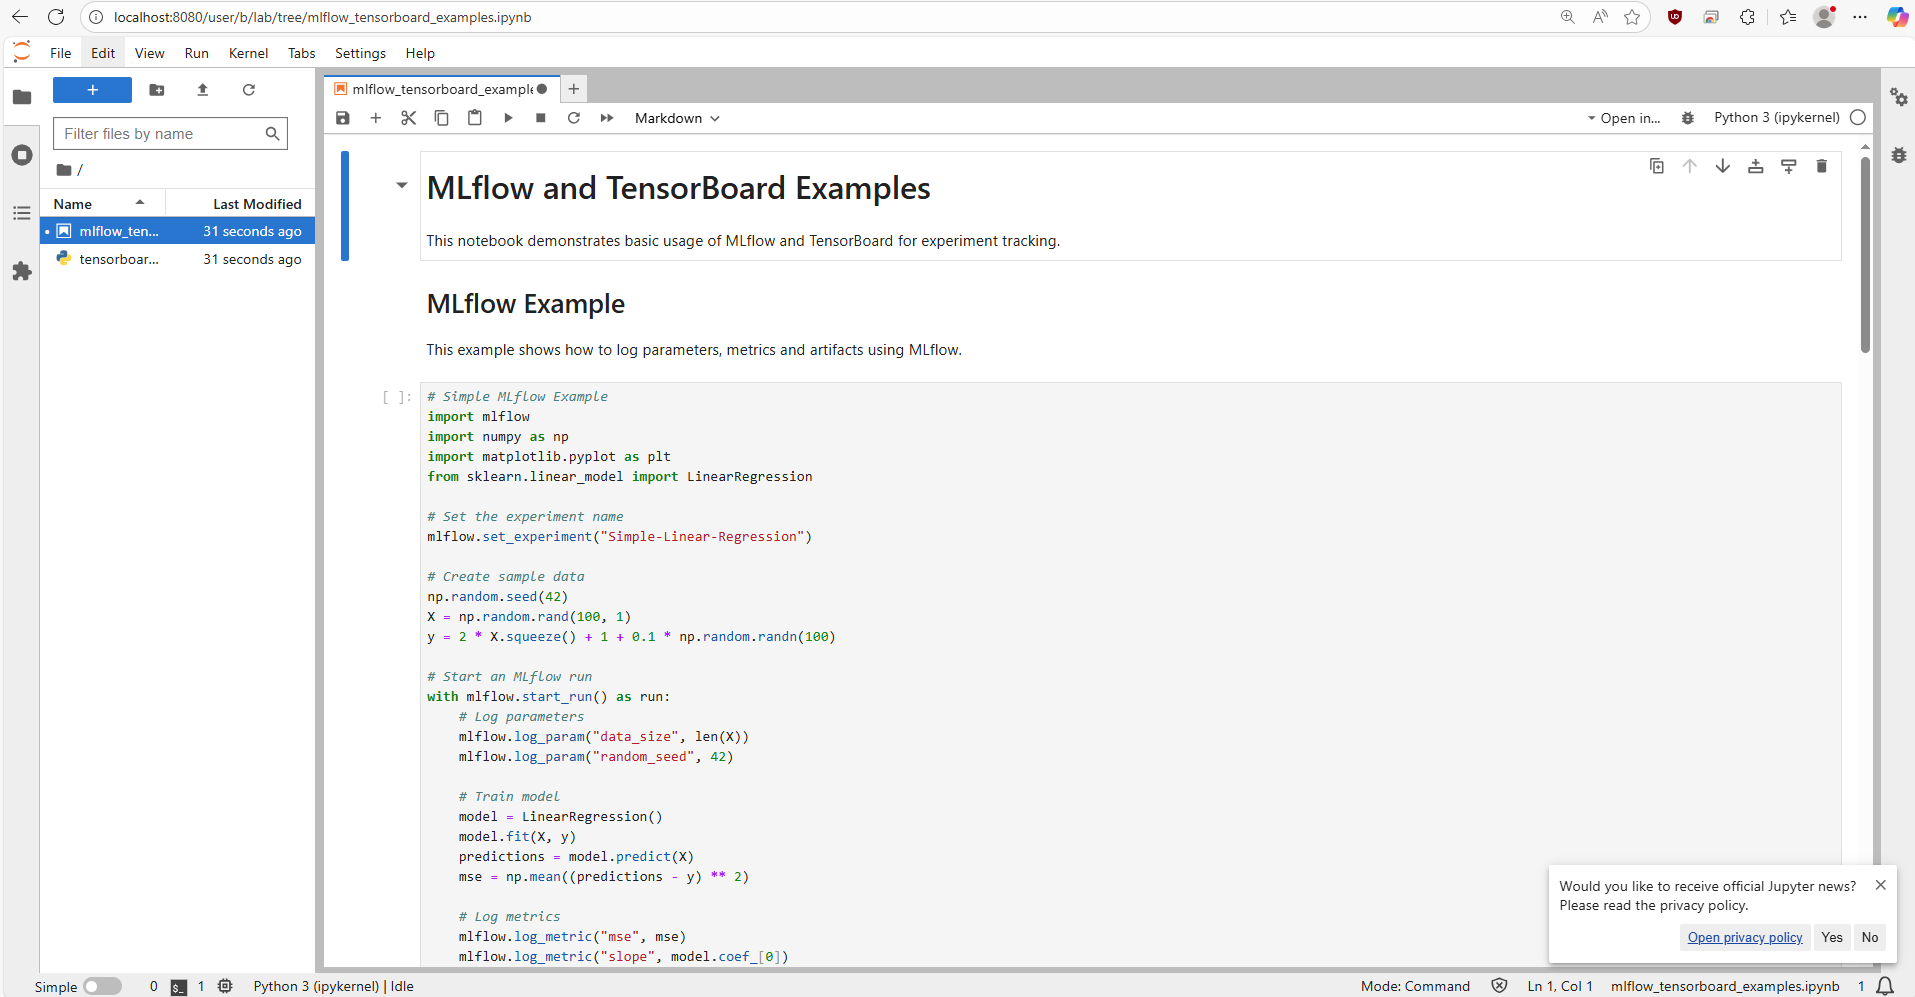 localhost:8080/user/b/lab/tree/mlflow_tensorboard_examples.ipynb
File Edit View Run Kernel Tabs Settings Help
mlflow_tensorboard_example
Filter files by name
Markdown
Open in...
Python 3 (ipykernel)
/
Name Last Modified
mlflow_ten... 31 seconds ago
tensorboar... 31 seconds ago
MLflow and TensorBoard Examples
This notebook demonstrates basic usage of MLflow and TensorBoard for experiment tracking.
MLflow Example
This example shows how to log parameters, metrics and artifacts using MLflow.
[ ]:
# Simple MLflow Example
import mlflow
import numpy as np
import matplotlib.pyplot as plt
from sklearn.linear_model import LinearRegression
# Set the experiment name
mlflow.set_experiment("Simple-Linear-Regression")
# Create sample data
np.random.seed(42)
X = np.random.rand(100, 1)
y = 2 * X.squeeze() + 1 + 0.1 * np.random.randn(100)
# Start an MLflow run
with mlflow.start_run() as run:
# Log parameters
mlflow.log_param("data_size", len(X))
mlflow.log_param("random_seed", 42)
# Train model
model = LinearRegression()
model.fit(X, y)
predictions = model.predict(X)
mse = np.mean((predictions - y) ** 2)
# Log metrics
mlflow.log_metric("mse", mse)
mlflow.log_metric("slope", model.coef_[0])
Would you like to receive official Jupyter news?
Please read the privacy policy.
Open privacy policy Yes No
Simple 0 1 Python 3 (ipykernel) | Idle Mode: Command Ln 1, Col 1 mlflow_tensorboard_examples.ipynb 1